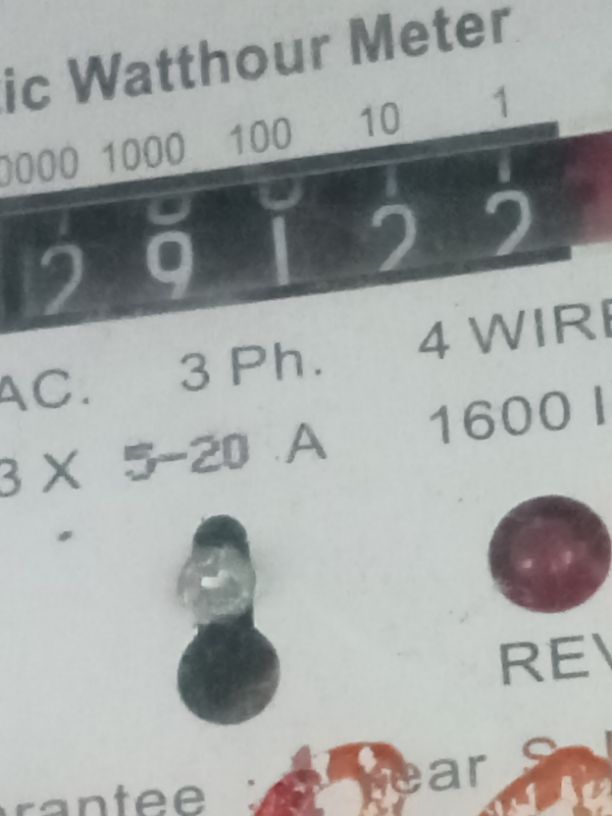 ic Watthour Meter
0000 1000 100 10 1
2 9 1 2 2
AC. 3 Ph. 4 WIRE
3 X 5-20 A 1600 I
REV
rantee : ear